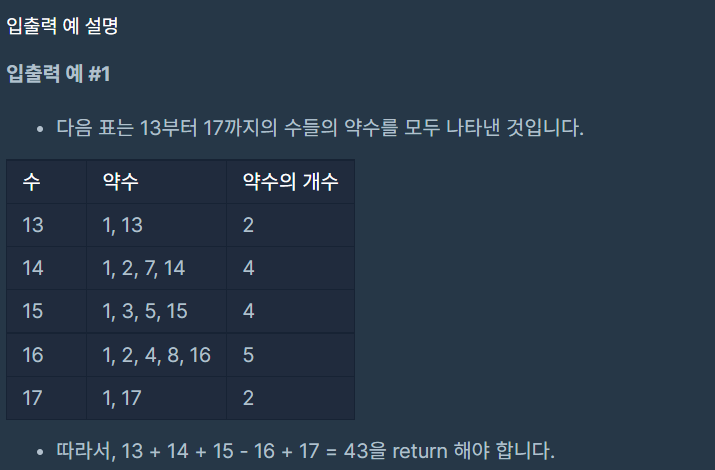 입출력 예 설명
입출력 예 #1
• 다음 표는 13부터 17까지의 수들의 약수를 모두 나타낸 것입니다.
수 약수 약수의 개수
13 1, 13 2
14 1, 2, 7, 14 4
15 1, 3, 5, 15 4
16 1, 2, 4, 8, 16 5
17 1, 17 2
• 따라서, 13 + 14 + 15 - 16 + 17 = 43을 return 해야 합니다.